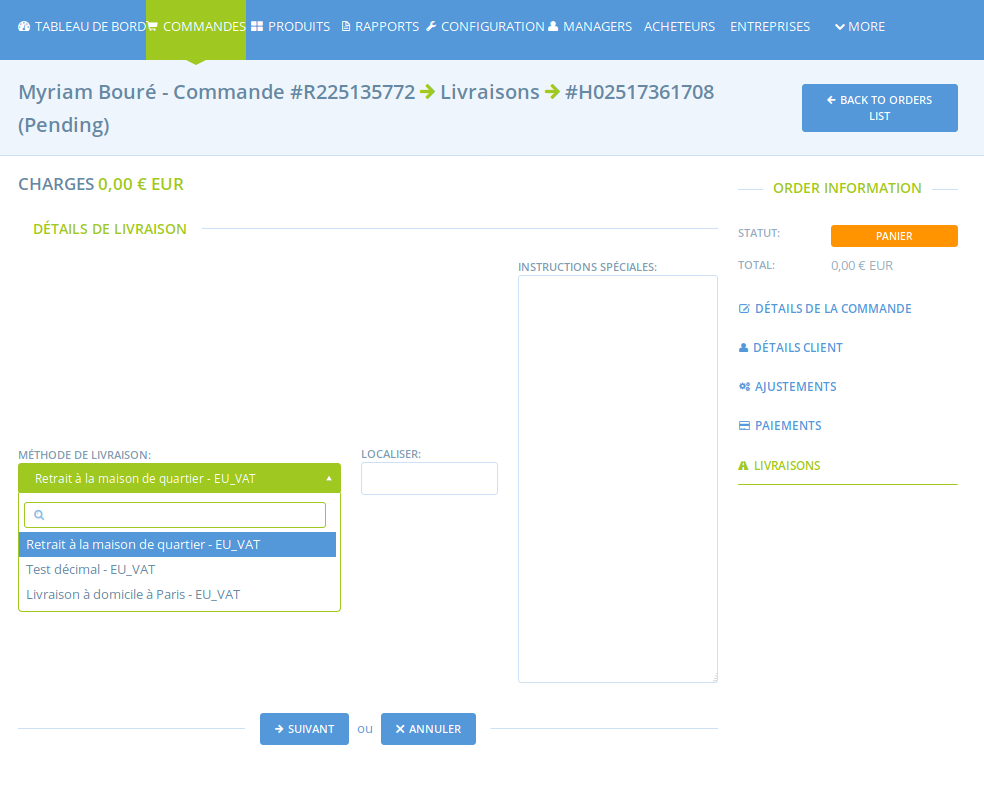 TABLEAU DE BORD COMMANDES PRODUITS RAPPORTS CONFIGURATION MANAGERS ACHETEURS ENTREPRISES MORE
Myriam Bouré - Commande #R225135772 → Livraisons → #H02517361708
(Pending)
← BACK TO ORDERS
LIST
CHARGES 0,00 € EUR
DÉTAILS DE LIVRAISON
INSTRUCTIONS SPÉCIALES:
MÉTHODE DE LIVRAISON:
LOCALISER:
Retrait à la maison de quartier - EU_VAT
Retrait à la maison de quartier - EU_VAT
Test décimal - EU_VAT
Livraison à domicile à Paris - EU_VAT
→ SUIVANT ou ✕ ANNULER
ORDER INFORMATION
STATUT: PANIER
TOTAL: 0,00 € EUR
DÉTAILS DE LA COMMANDE
DÉTAILS CLIENT
AJUSTEMENTS
PAIEMENTS
LIVRAISONS